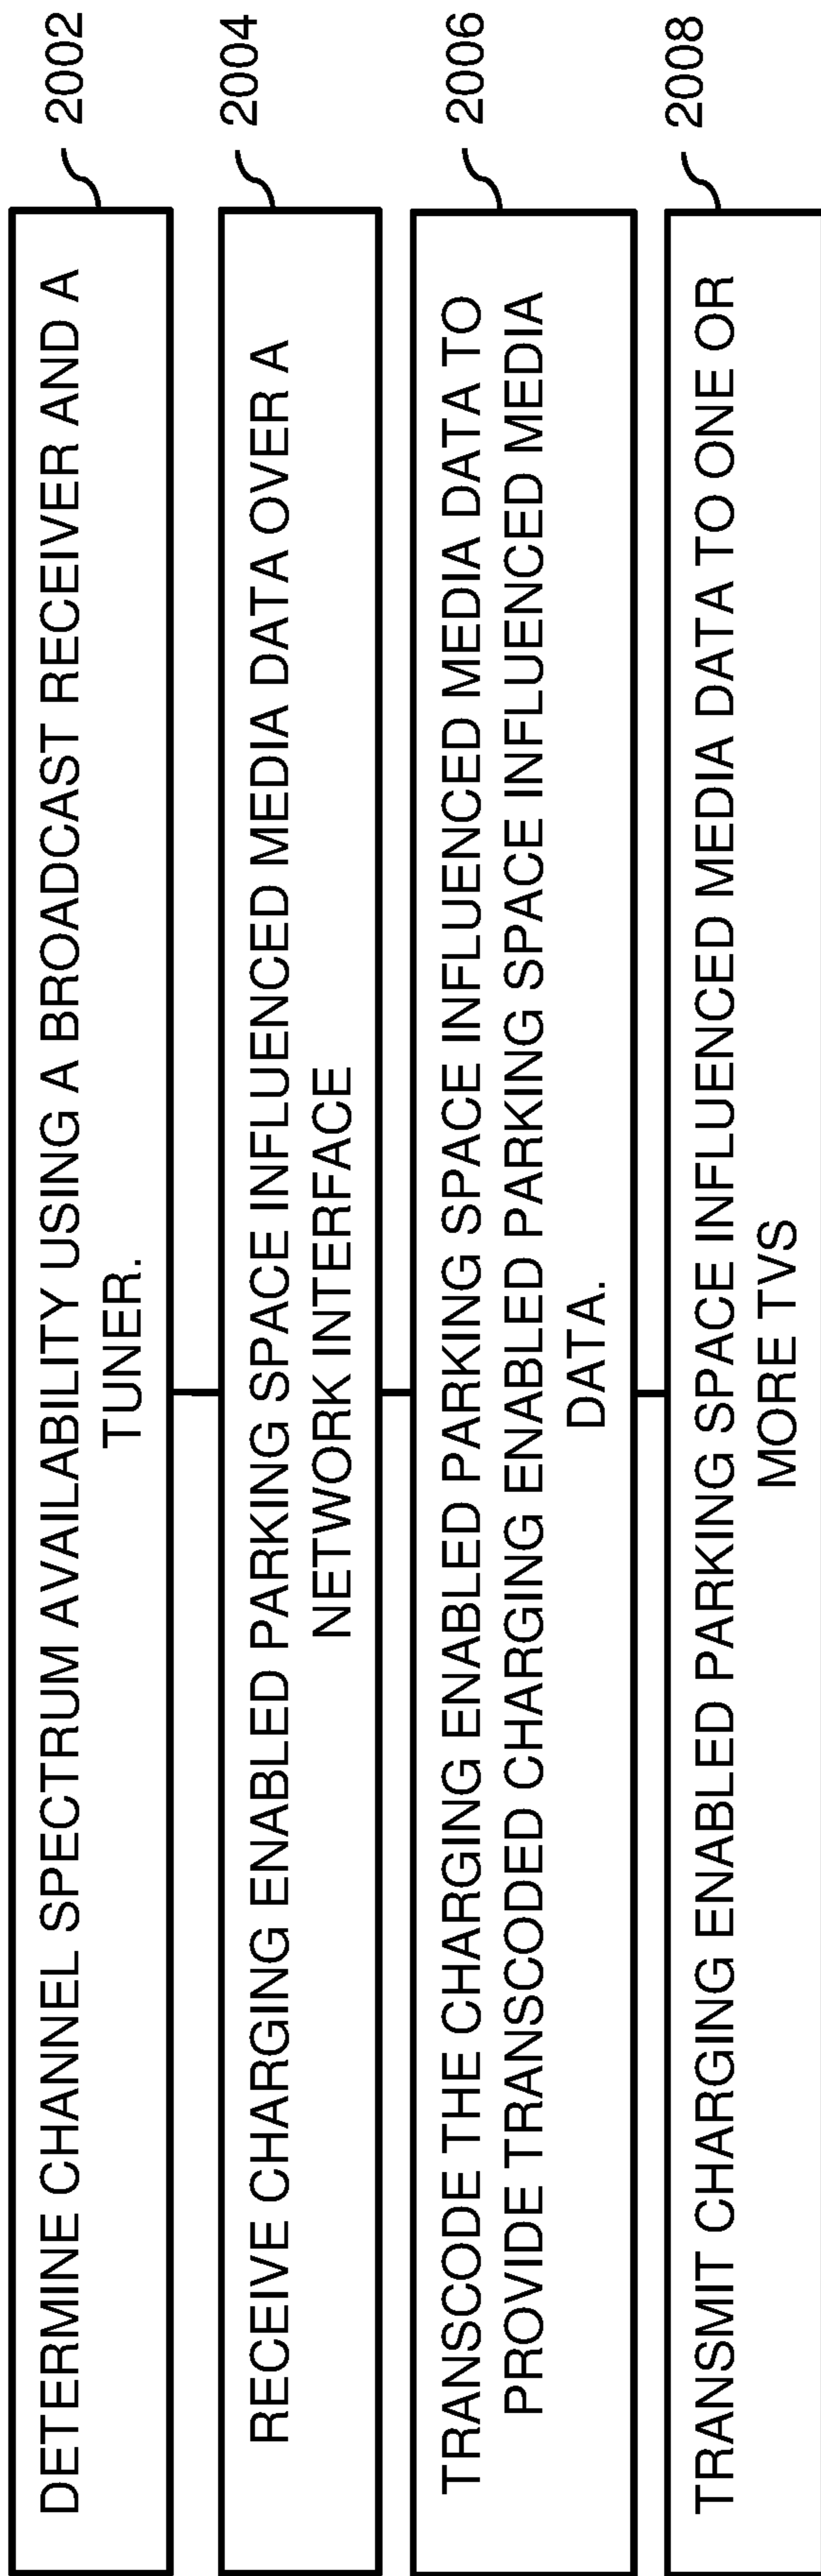 DETERMINE CHANNEL SPECTRUM AVAILABILITY USING A BROADCAST RECEIVER AND A
TUNER.
2002
RECEIVE CHARGING ENABLED PARKING SPACE INFLUENCED MEDIA DATA OVER A
NETWORK INTERFACE
2004
TRANSCODE THE CHARGING ENABLED PARKING SPACE INFLUENCED MEDIA DATA TO
PROVIDE TRANSCODED CHARGING ENABLED PARKING SPACE INFLUENCED MEDIA
DATA.
2006
TRANSMIT CHARGING ENABLED PARKING SPACE INFLUENCED MEDIA DATA TO ONE OR
MORE TVS
2008